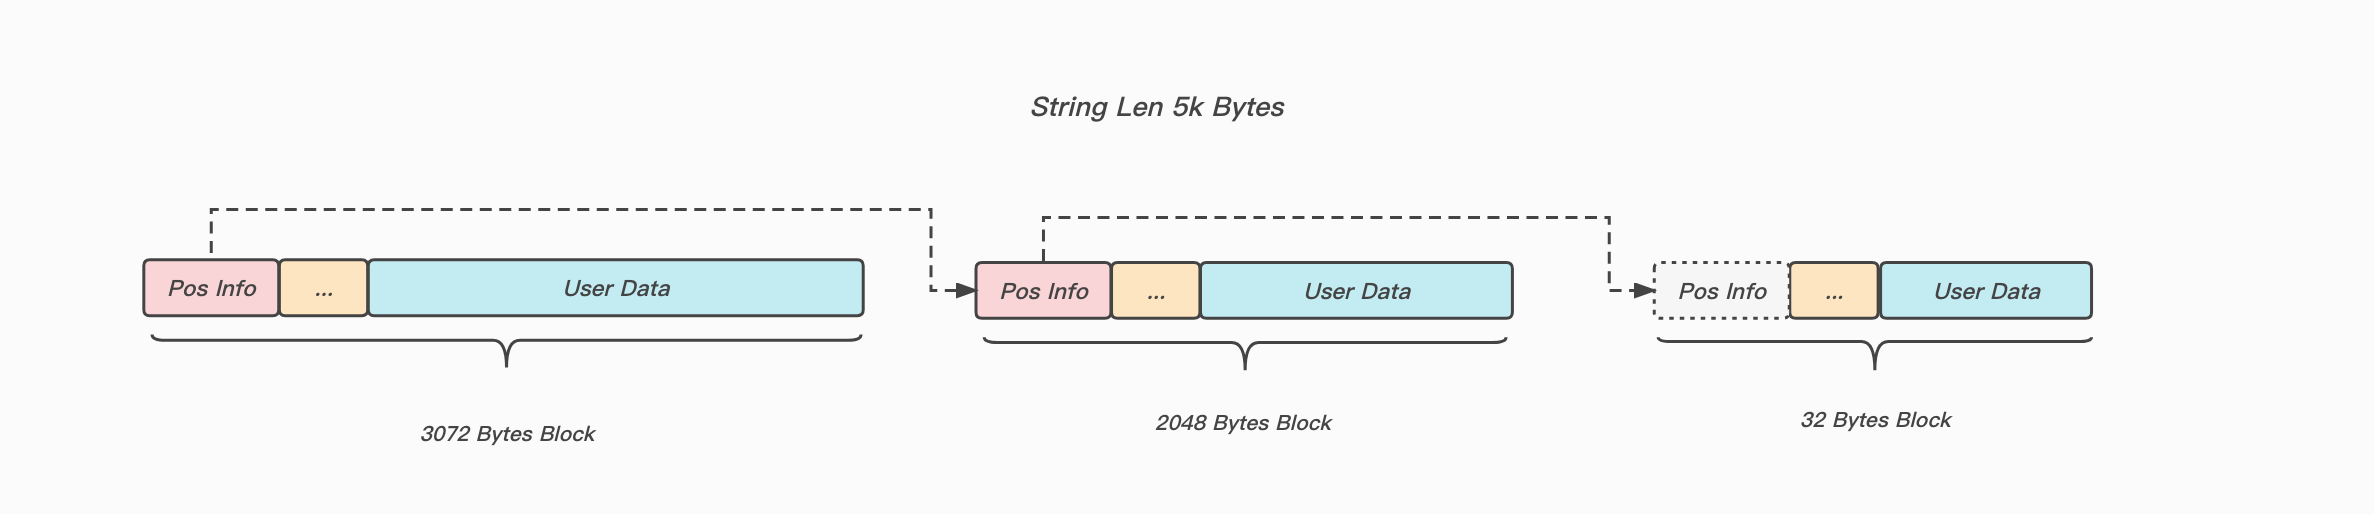 String Len 5k Bytes
Pos Info ... User Data
Pos Info ... User Data
Pos Info ... User Data
3072 Bytes Block
2048 Bytes Block
32 Bytes Block